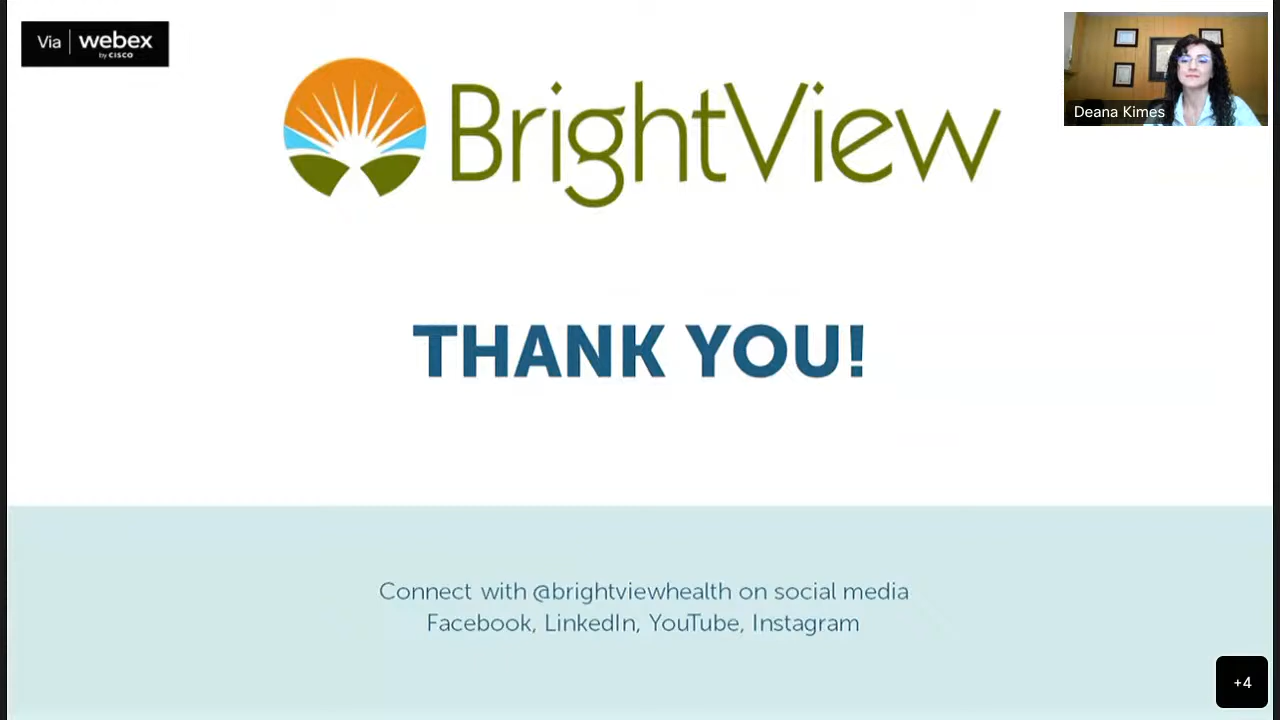 Via webex
by CISCO
BrightView
Deana Kimes
THANK YOU!
Connect with @brightviewhealth on social media
Facebook, LinkedIn, YouTube, Instagram
+4